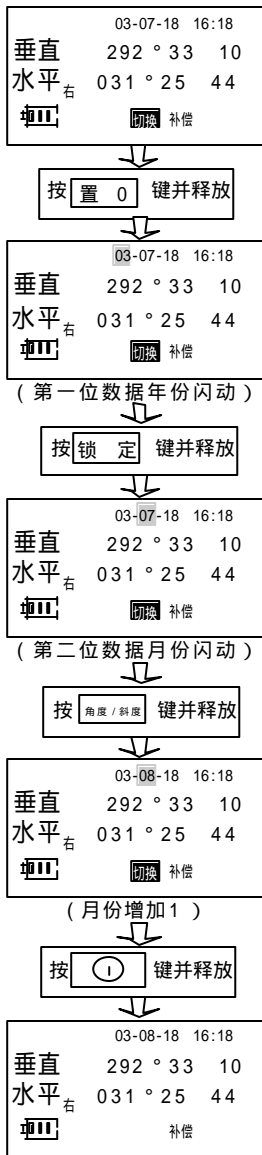 03-07-18 16:18
垂直 292 ° 33 10
水平右 031 ° 25 44
切换 补偿
按 置 0 键并释放
03-07-18 16:18
垂直 292 ° 33 10
水平右 031 ° 25 44
切换 补偿
(第一位数据年份闪动)
按 锁 定 键并释放
03-07-18 16:18
垂直 292 ° 33 10
水平右 031 ° 25 44
切换 补偿
(第二位数据月份闪动)
按 角度/斜度 键并释放
03-08-18 16:18
垂直 292 ° 33 10
水平右 031 ° 25 44
切换 补偿
(月份增加1)
按 键并释放
03-08-18 16:18
垂直 292 ° 33 10
水平右 031 ° 25 44
补偿